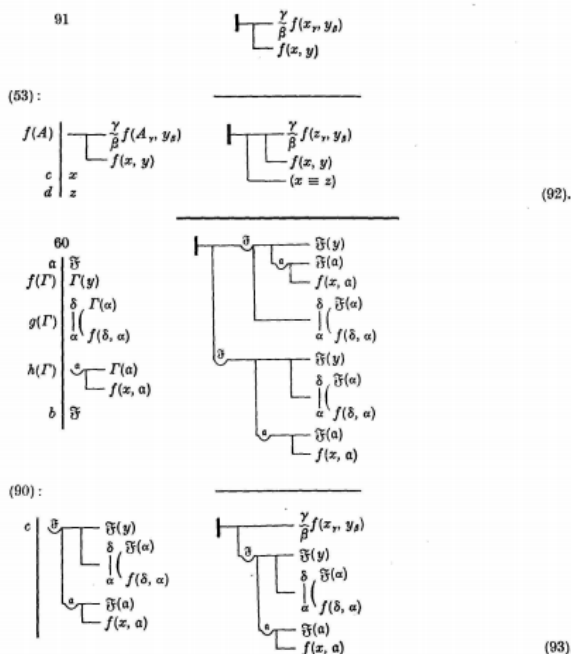 91
γ/β f(x_γ, y_β)
f(x, y)
(53):
f(A) | γ/β f(A_γ, y_β)
f(x, y)
c | x
d | z
γ/β f(z_γ, y_β)
f(x, y)
(x ≡ z)
(92).
60
a | 𝔉
f(Γ) | Γ(y)
g(Γ) | δ Γ(α)
α f(δ, α)
h(Γ) | a Γ(a)
f(x, a)
b | 𝔉
𝔉 𝔉(y)
a 𝔉(a)
f(x, a)
δ 𝔉(α)
α f(δ, α)
𝔉 𝔉(y)
δ 𝔉(α)
α f(δ, α)
a 𝔉(a)
f(x, a)
(90):
c | 𝔉 𝔉(y)
δ 𝔉(α)
α f(δ, α)
a 𝔉(a)
f(x, a)
γ/β f(x_γ, y_β)
𝔉 𝔉(y)
δ 𝔉(α)
α f(δ, α)
a 𝔉(a)
f(x, a)
(93)